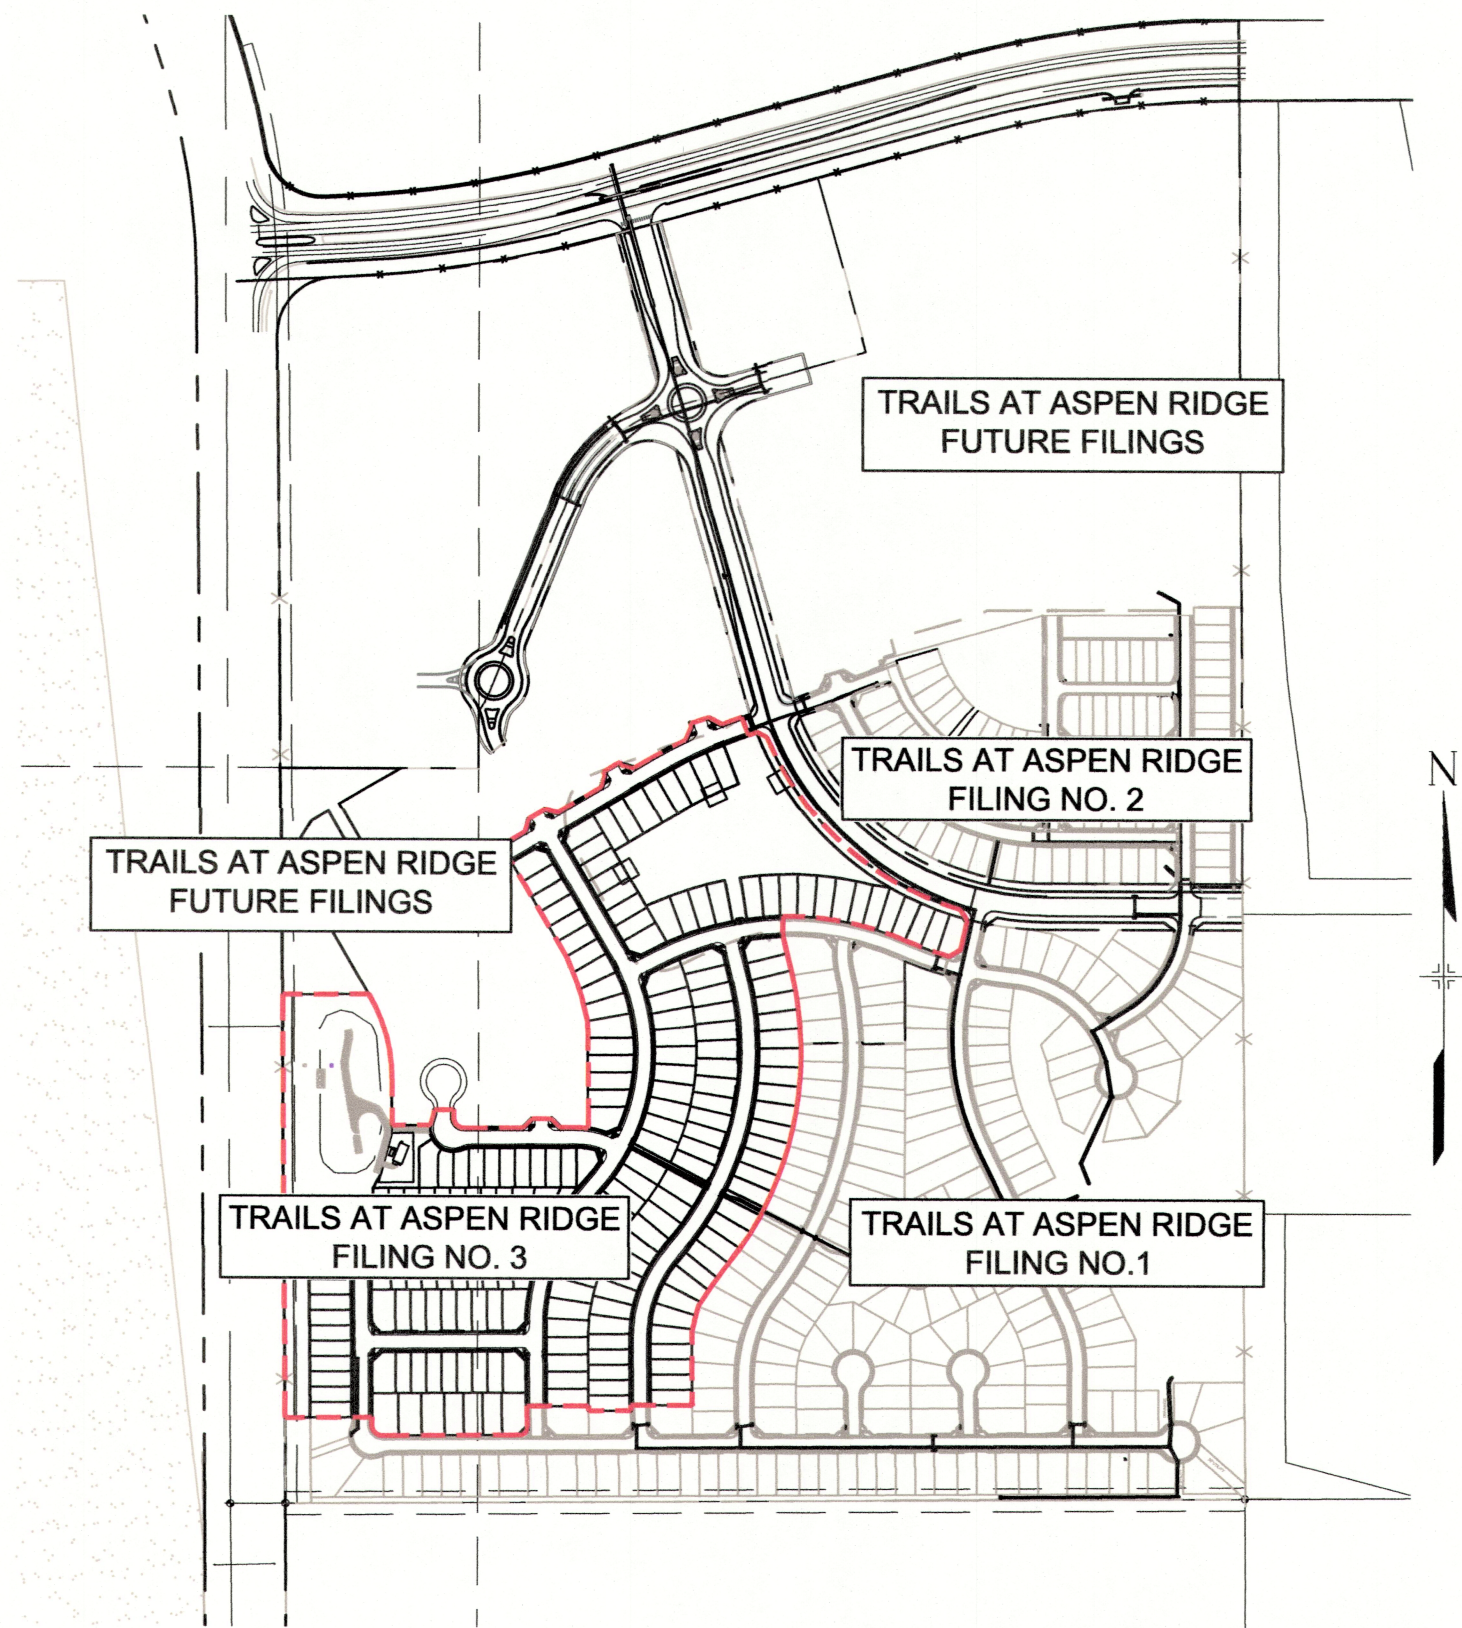 TRAILS AT ASPEN RIDGE
FUTURE FILINGS
TRAILS AT ASPEN RIDGE
FILING NO. 2
N
TRAILS AT ASPEN RIDGE
FUTURE FILINGS
TRAILS AT ASPEN RIDGE
FILING NO. 3
TRAILS AT ASPEN RIDGE
FILING NO.1